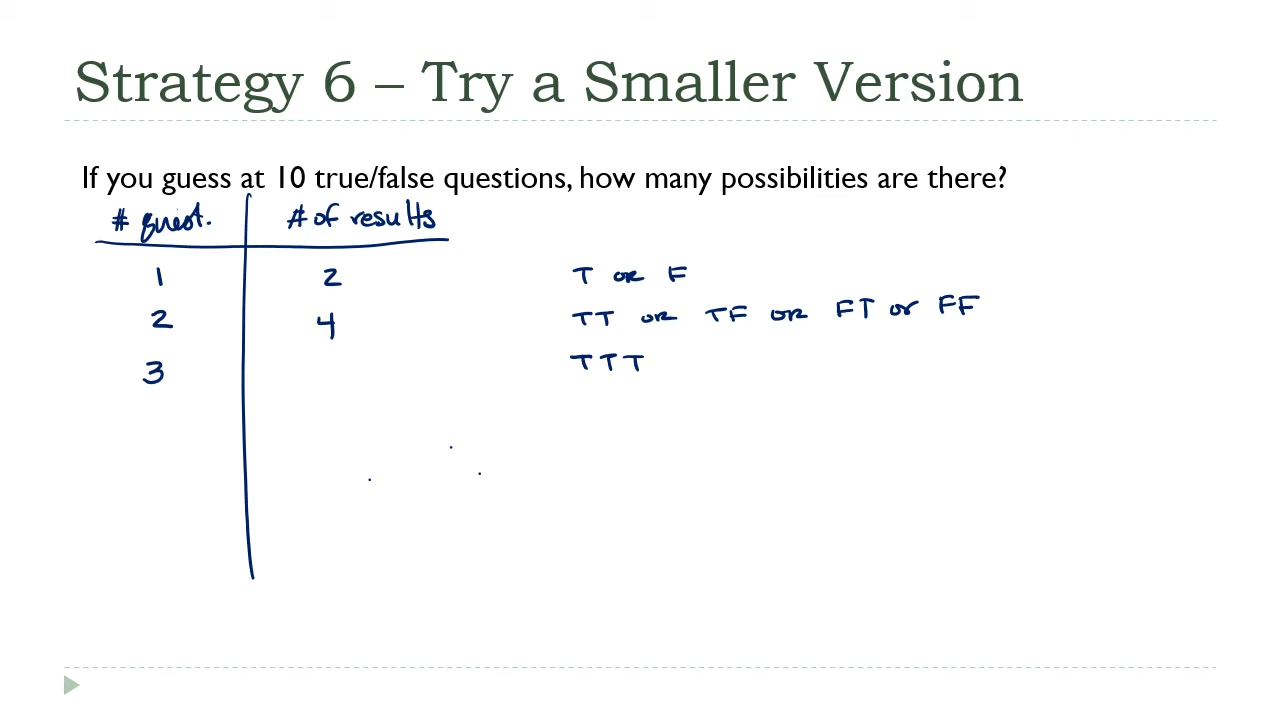 Strategy 6 – Try a Smaller Version
If you guess at 10 true/false questions, how many possibilities are there?
# quest. # of results
1 2 T or F
2 4 TT or TF or FT or FF
3 TTT